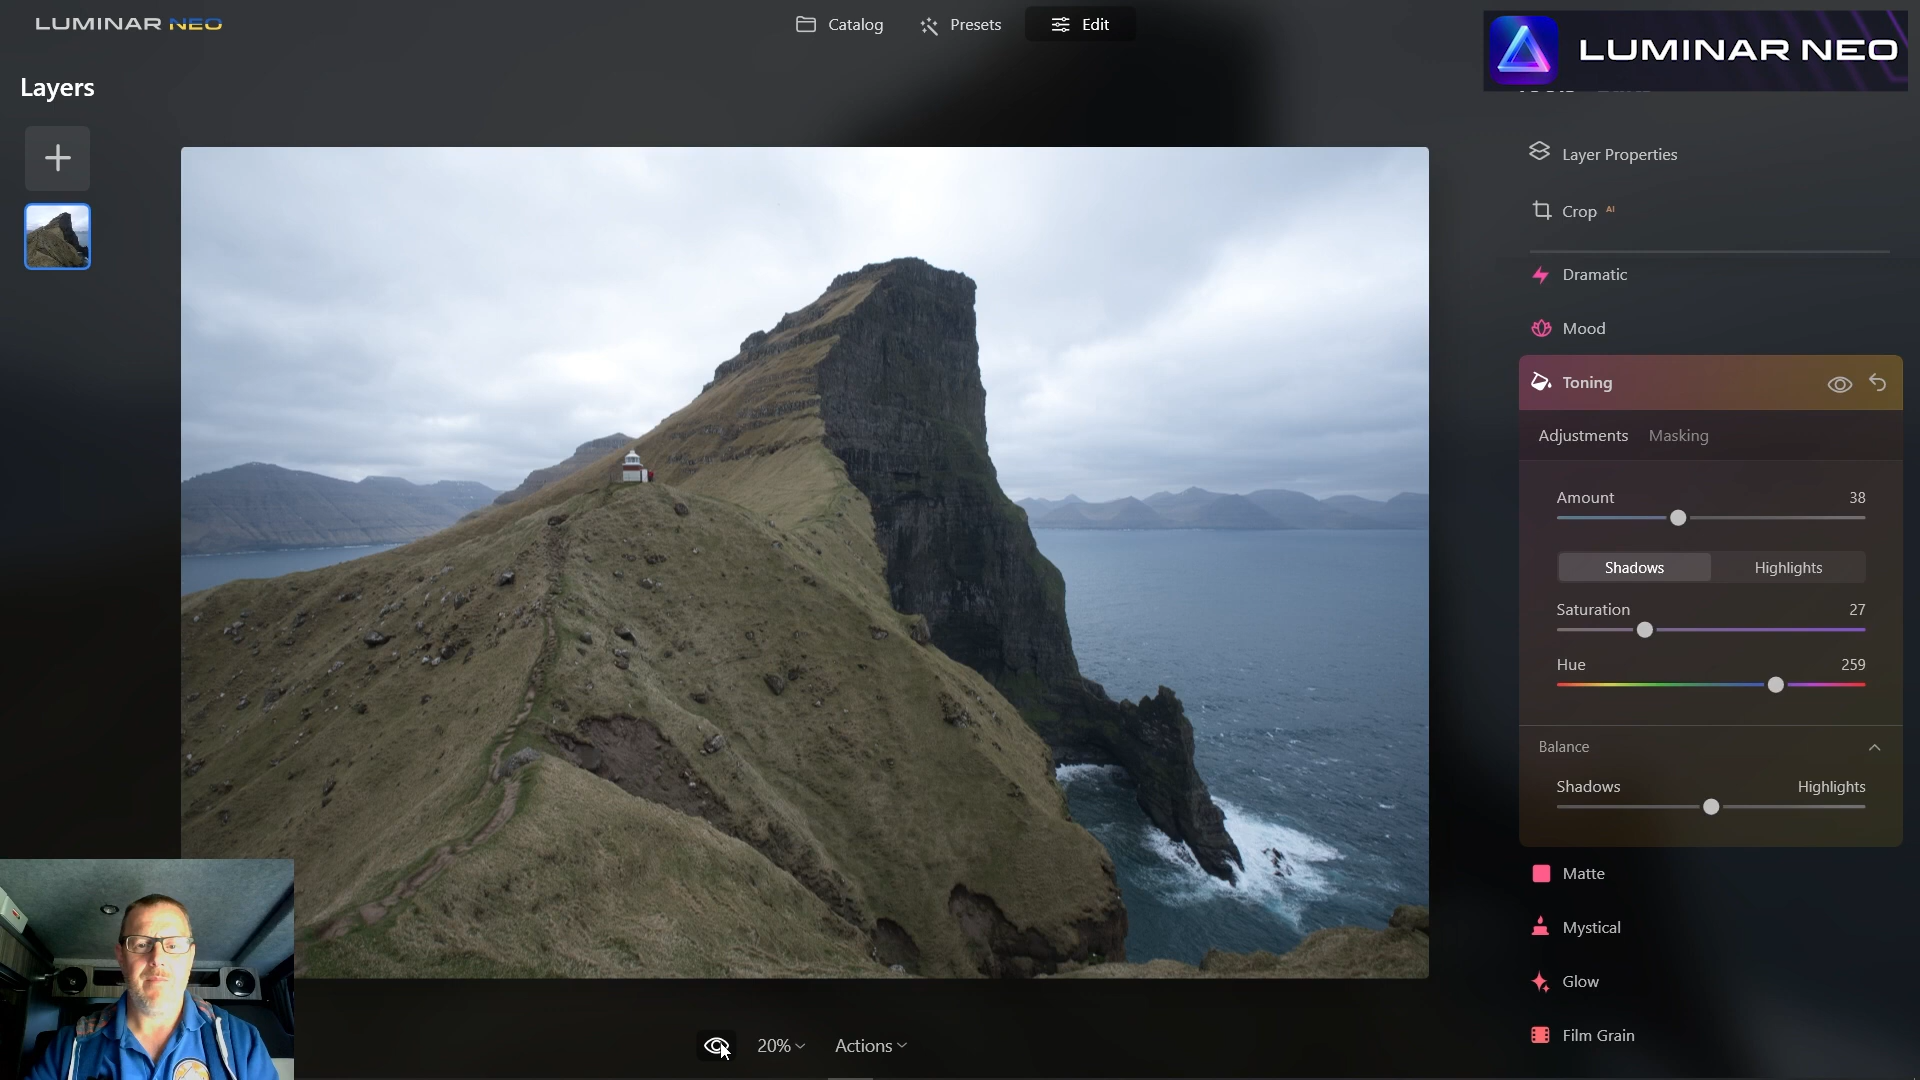 LUMINAR NEO
Catalog
Presets
Edit
LUMINAR NEO
Layers
Layer Properties
Crop AI
Dramatic
Mood
Toning
Adjustments Masking
Amount 38
Shadows Highlights
Saturation 27
Hue 259
Balance
Shadows Highlights
Matte
Mystical
Glow
Film Grain
20% Actions